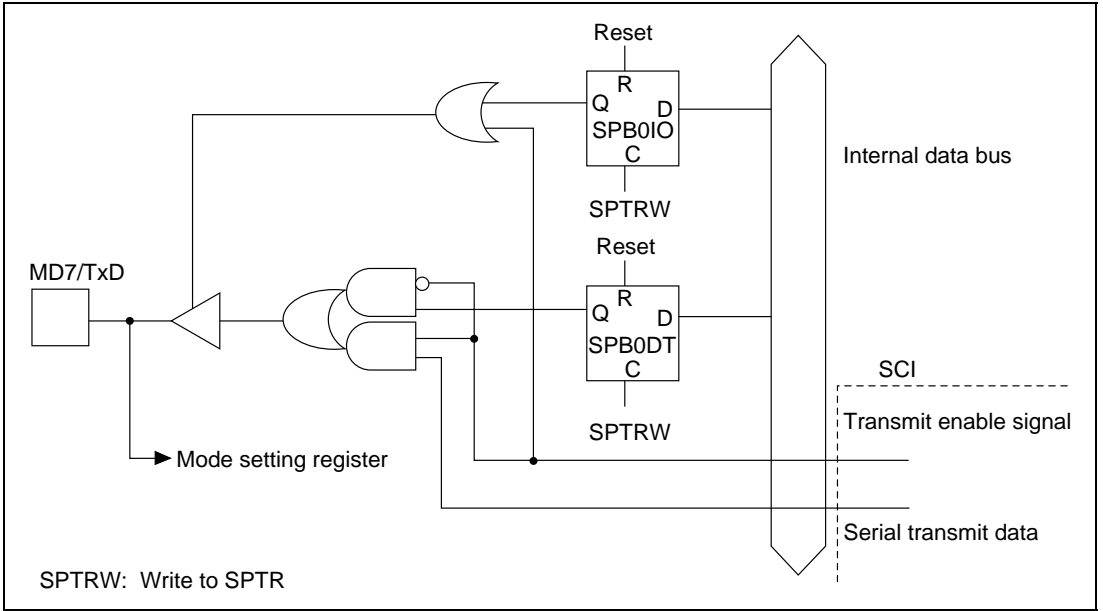 Reset
R
Q D
SPB0IO
C
Internal data bus
SPTRW
Reset
MD7/TxD
R
Q D
SPB0DT
C
SCI
Transmit enable signal
SPTRW
Mode setting register
Serial transmit data
SPTRW: Write to SPTR